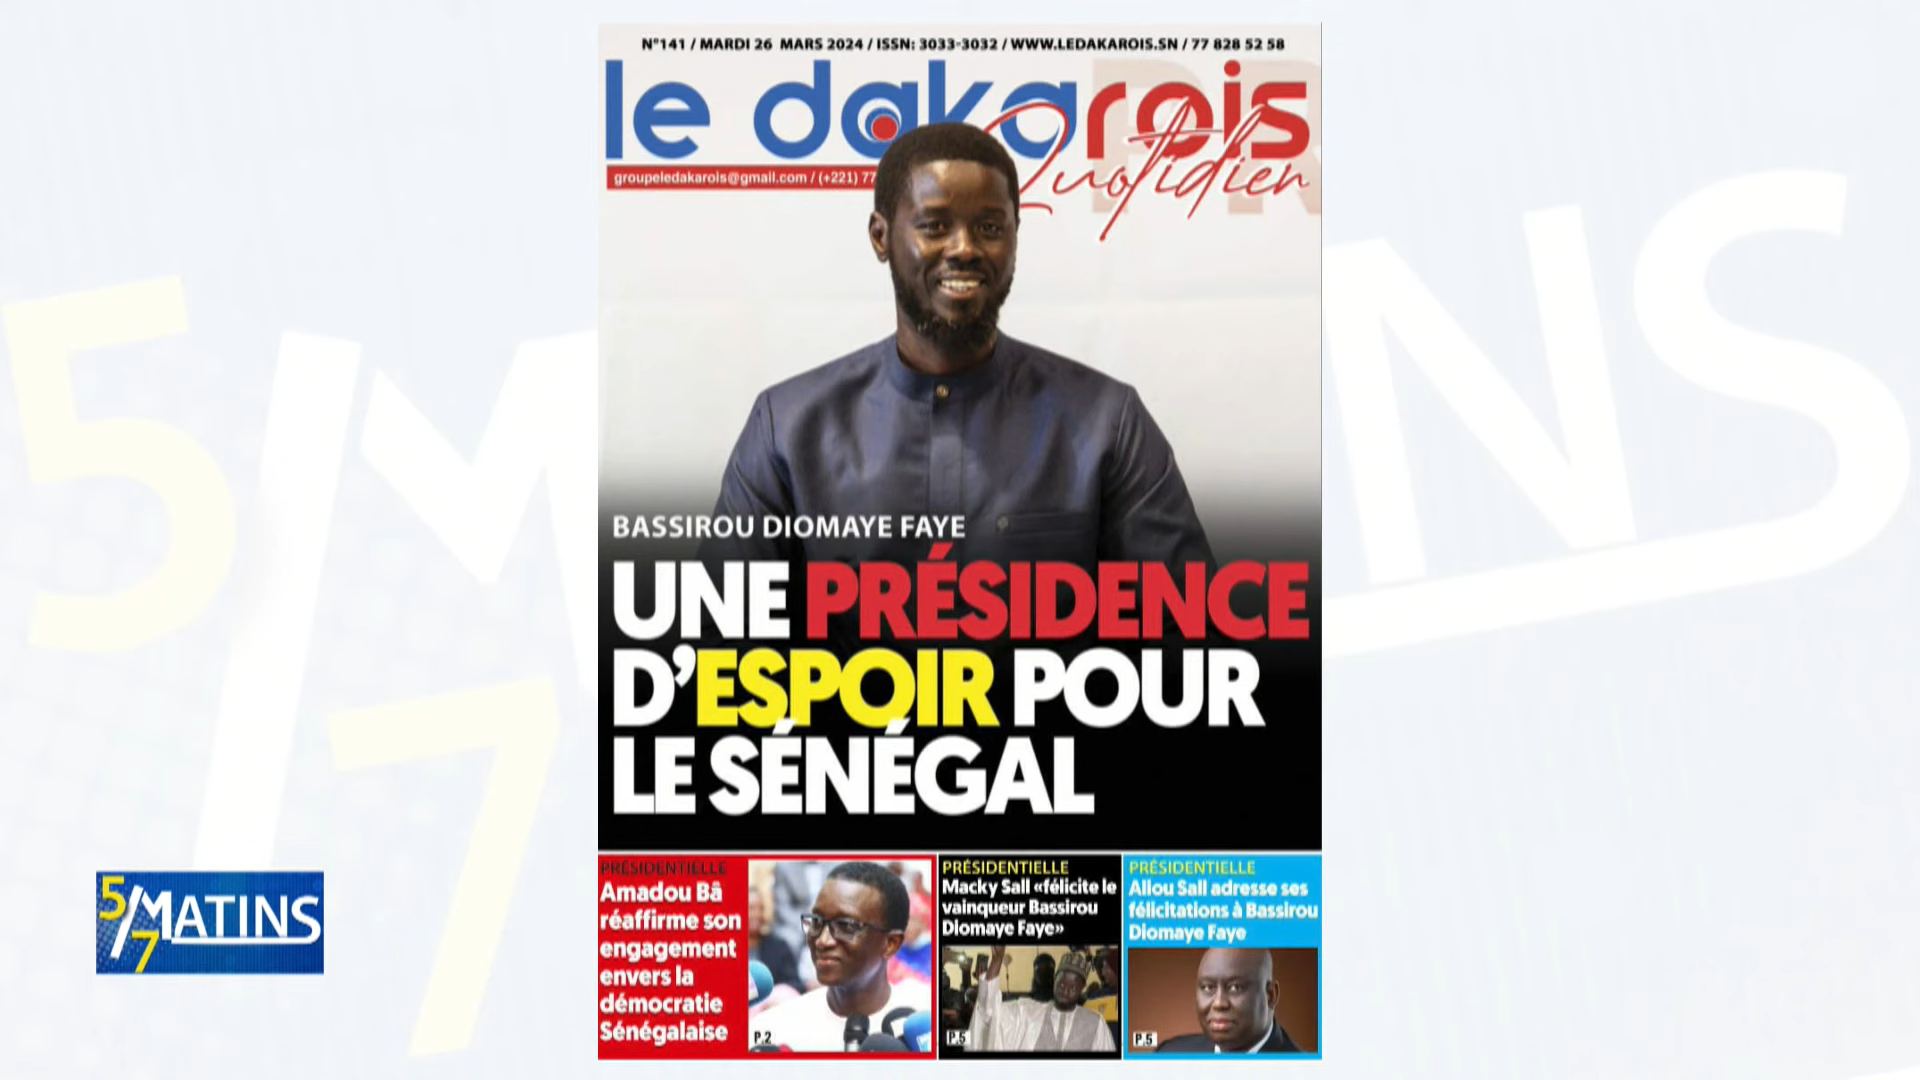 N°141 / MARDI 26 MARS 2024 / ISSN: 3033-3032 / WWW.LEDAKAROIS.SN / 77 828 52 58
le dakarois
Quotidien
groupeledakarois@gmail.com / (+221) 77
BASSIROU DIOMAYE FAYE
UNE PRÉSIDENCE
D'ESPOIR POUR
LE SÉNÉGAL
PRÉSIDENTIELLE
Amadou Bâ
réaffirme son
engagement
envers la
démocratie
Sénégalaise
P.2
PRÉSIDENTIELLE
Macky Sall «félicite le
vainqueur Bassirou
Diomaye Faye»
P.5
PRÉSIDENTIELLE
Aliou Sall adresse ses
félicitations à Bassirou
Diomaye Faye
P.5
5/7 MATINS
5/7 M NS